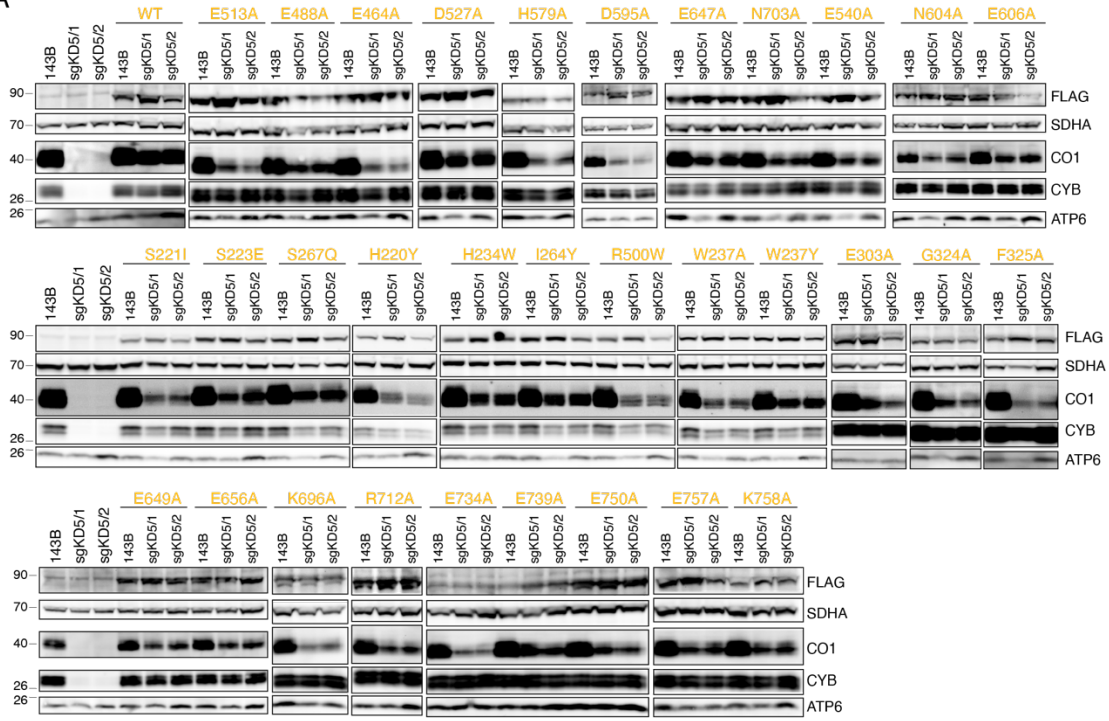 WT E513A E488A E464A D527A H579A D595A E647A N703A E540A N604A E606A
143B sgKD5/1 sgKD5/2 143B sgKD5/1 sgKD5/2 143B sgKD5/1 sgKD5/2 143B sgKD5/1 sgKD5/2 143B sgKD5/1 sgKD5/2 143B sgKD5/1 sgKD5/2 143B sgKD5/1 sgKD5/2 143B sgKD5/1 sgKD5/2 143B sgKD5/1 sgKD5/2 143B sgKD5/1 sgKD5/2 143B sgKD5/1 sgKD5/2 143B sgKD5/1 sgKD5/2 143B sgKD5/1 sgKD5/2
90 FLAG
70 SDHA
40 CO1
26 CYB
26 ATP6
S221I S223E S267Q H220Y H234W I264Y R500W W237A W237Y E303A G324A F325A
143B sgKD5/1 sgKD5/2 143B sgKD5/1 sgKD5/2 143B sgKD5/1 sgKD5/2 143B sgKD5/1 sgKD5/2 143B sgKD5/1 sgKD5/2 143B sgKD5/1 sgKD5/2 143B sgKD5/1 sgKD5/2 143B sgKD5/1 sgKD5/2 143B sgKD5/1 sgKD5/2 143B sgKD5/1 sgKD5/2 143B sgKD5/1 sgKD5/2 143B sgKD5/1 sgKD5/2 143B sgKD5/1 sgKD5/2
90 FLAG
70 SDHA
40 CO1
26 CYB
26 ATP6
E649A E656A K696A R712A E734A E739A E750A E757A K758A
143B sgKD5/1 sgKD5/2 143B sgKD5/1 sgKD5/2 143B sgKD5/1 sgKD5/2 143B sgKD5/1 sgKD5/2 143B sgKD5/1 sgKD5/2 143B sgKD5/1 sgKD5/2 143B sgKD5/1 sgKD5/2 143B sgKD5/1 sgKD5/2 143B sgKD5/1 sgKD5/2 143B sgKD5/1 sgKD5/2
90 FLAG
70 SDHA
40 CO1
26 CYB
26 ATP6